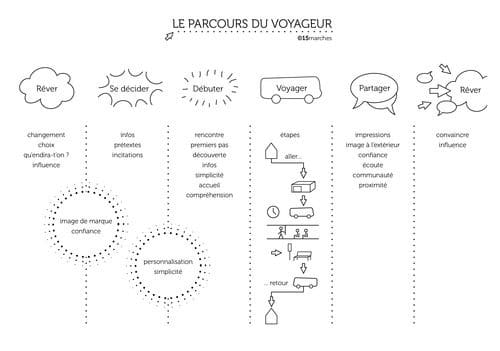 LE PARCOURS DU VOYAGEUR
@15marches
Rêver
Se décider
Débuter
Voyager
Partager
Rêver
changement
choix
qu'endira-t'on ?
influence
infos
prétextes
incitations
rencontre
premiers pas
découverte
infos
simplicité
accueil
compréhension
étapes
aller...
... retour
impressions
image à l'extérieur
confiance
écoute
communauté
proximité
convaincre
influence
image de marque
confiance
personnalisation
simplicité